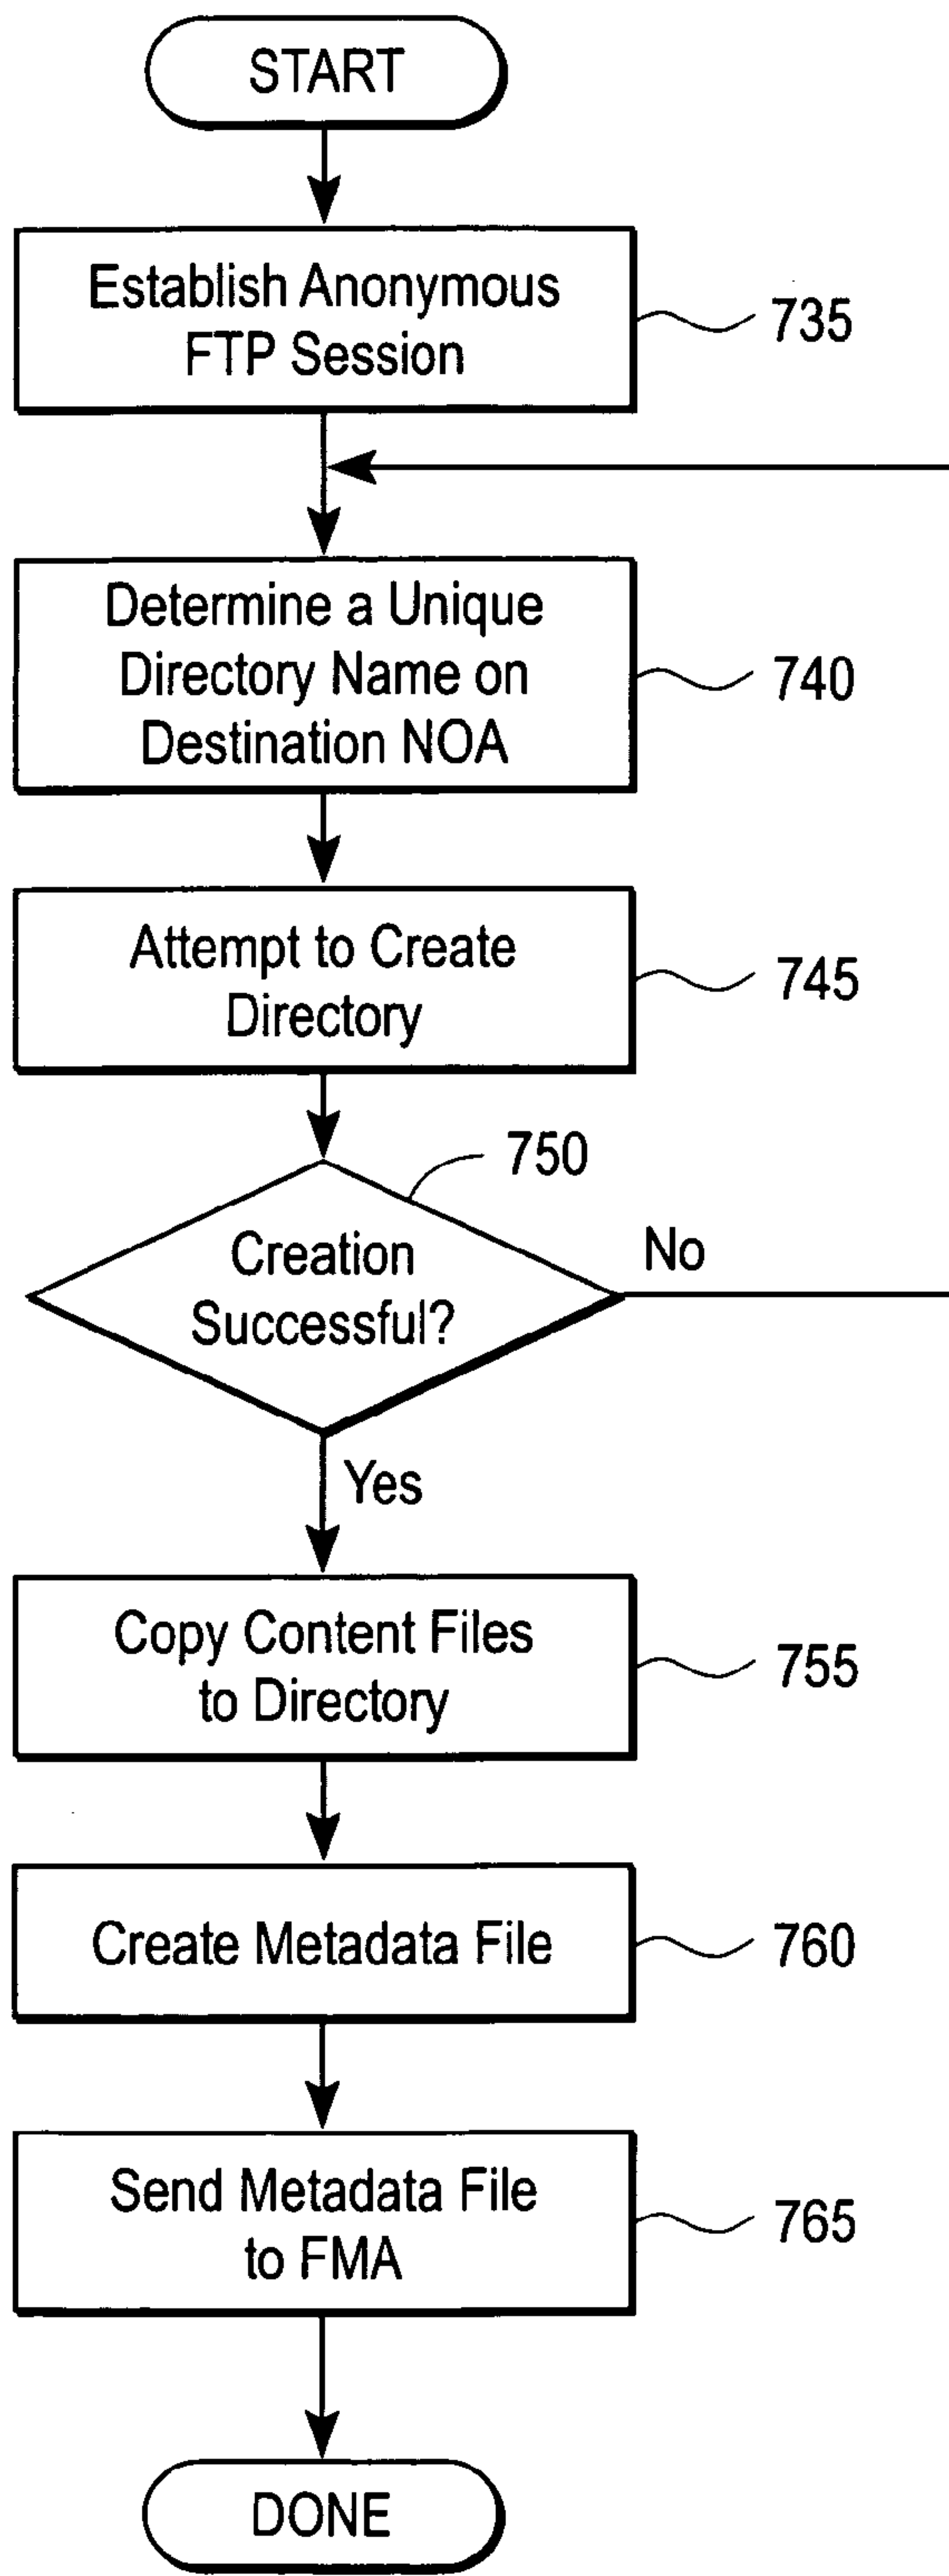 START
Establish Anonymous
FTP Session
735
Determine a Unique
Directory Name on
Destination NOA
740
Attempt to Create
Directory
745
750
Creation
Successful?
No
Yes
Copy Content Files
to Directory
755
Create Metadata File
760
Send Metadata File
to FMA
765
DONE